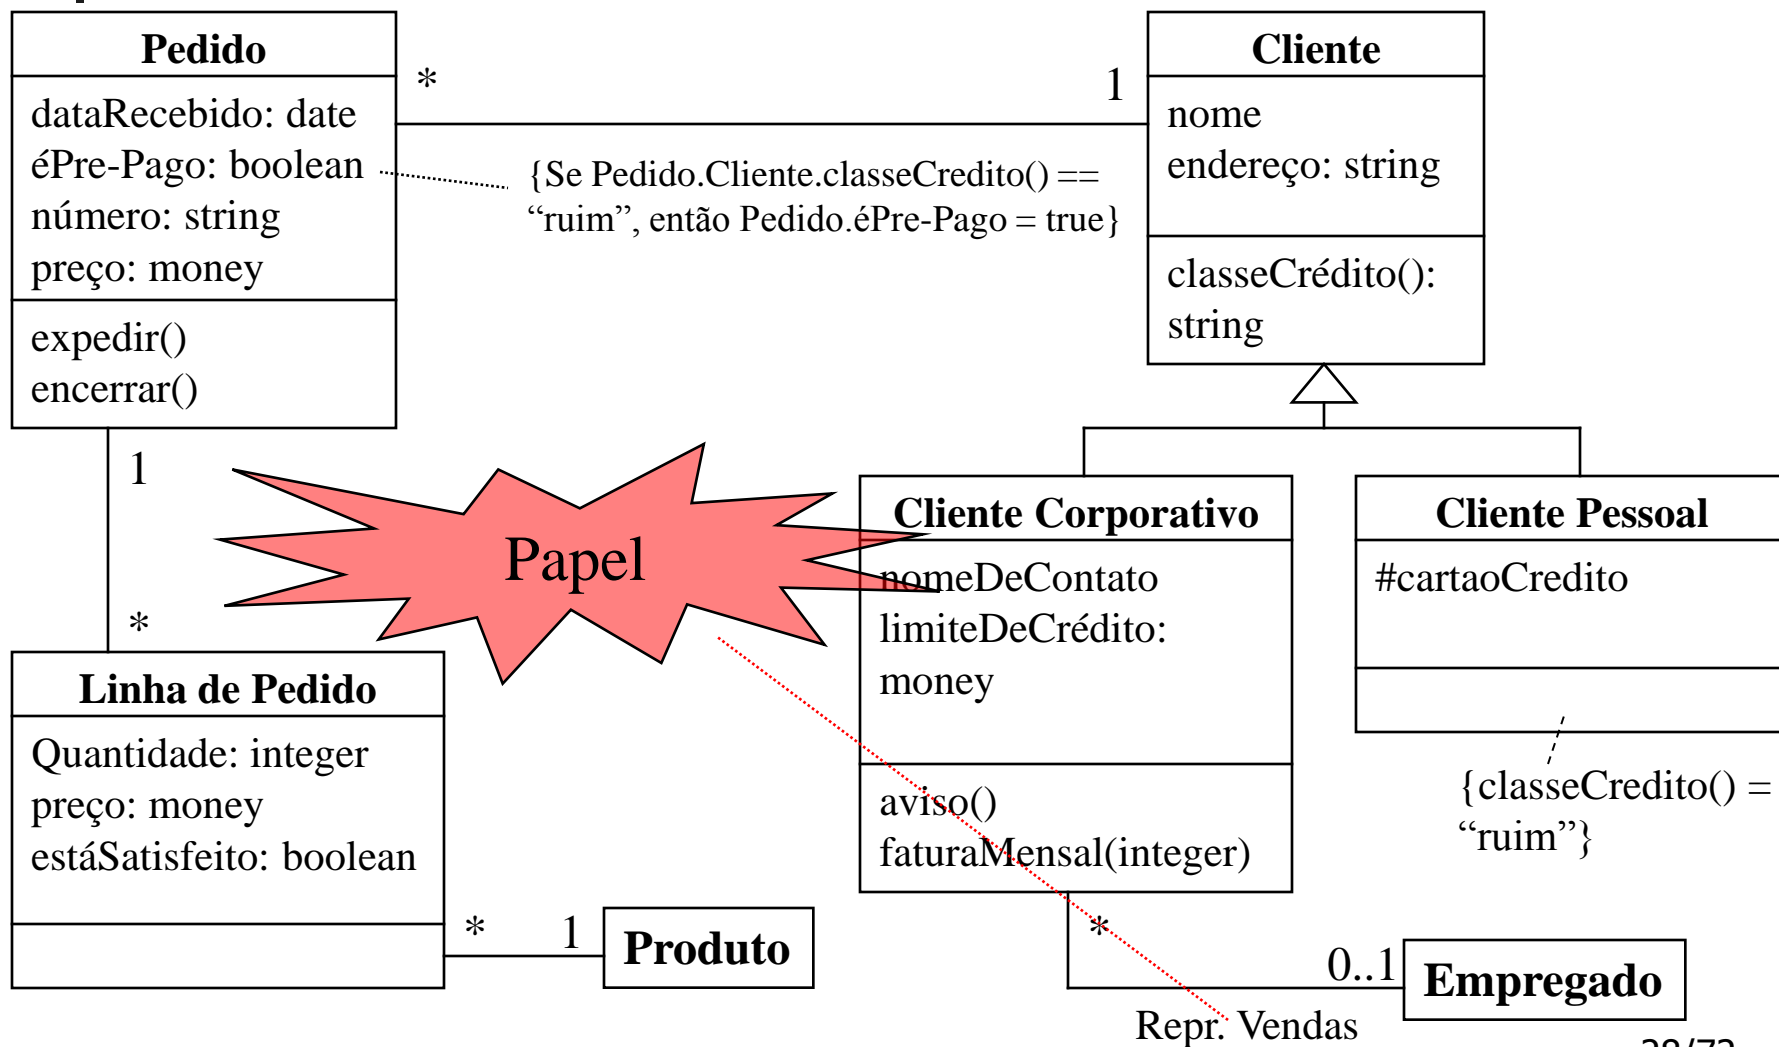 Pedido
dataRecebido: date
éPre-Pago: boolean
número: string
preço: money
expedir()
encerrar()
*
1
{Se Pedido.Cliente.classeCredito() ==
“ruim”, então Pedido.éPre-Pago = true}
Cliente
nome
endereço: string
classeCrédito():
string
1
*
Papel
Cliente Corporativo
nomeDeContato
limiteDeCrédito:
money
aviso()
faturaMensal(integer)
Cliente Pessoal
#cartaoCredito
{classeCredito() =
“ruim”}
Linha de Pedido
Quantidade: integer
preço: money
estáSatisfeito: boolean
*
1
Produto
*
0..1
Empregado
Repr. Vendas